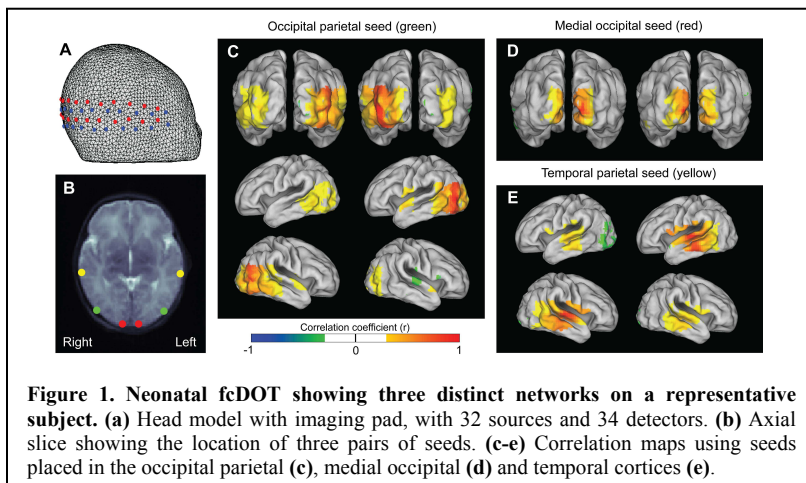 Occipital parietal seed (green)
Medial occipital seed (red)
A
C
D
B
Temporal parietal seed (yellow)
E
Right
Left
Correlation coefficient (r)
-1
0
1
Figure 1. Neonatal fcDOT showing three distinct networks on a representative
subject. (a) Head model with imaging pad, with 32 sources and 34 detectors. (b) Axial
slice showing the location of three pairs of seeds. (c-e) Correlation maps using seeds
placed in the occipital parietal (c), medial occipital (d) and temporal cortices (e).